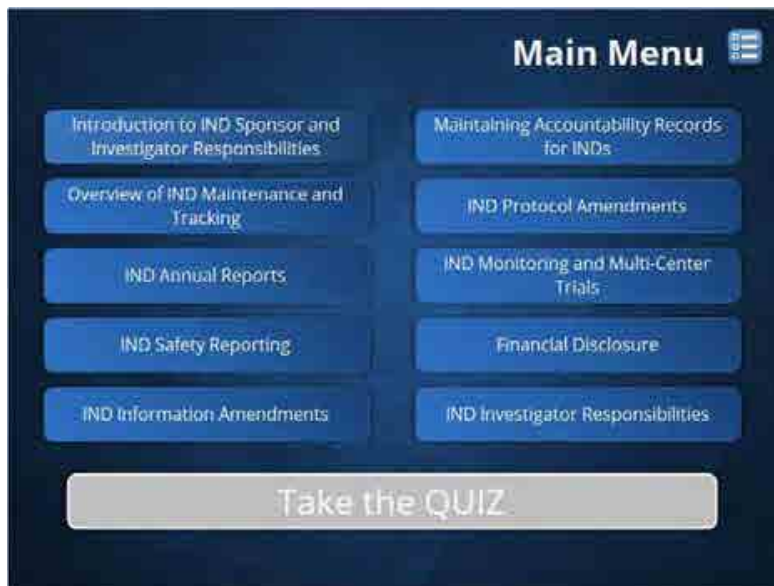 Main Menu
Introduction to IND Sponsor and
Investigator Responsibilities
Overview of IND Maintenance and
Tracking
IND Annual Reports
IND Safety Reporting
IND Information Amendments
Maintaining Accountability Records
for INDs
IND Protocol Amendments
IND Monitoring and Multi-Center
Trials
Financial Disclosure
IND Investigator Responsibilities
Take the QUIZ